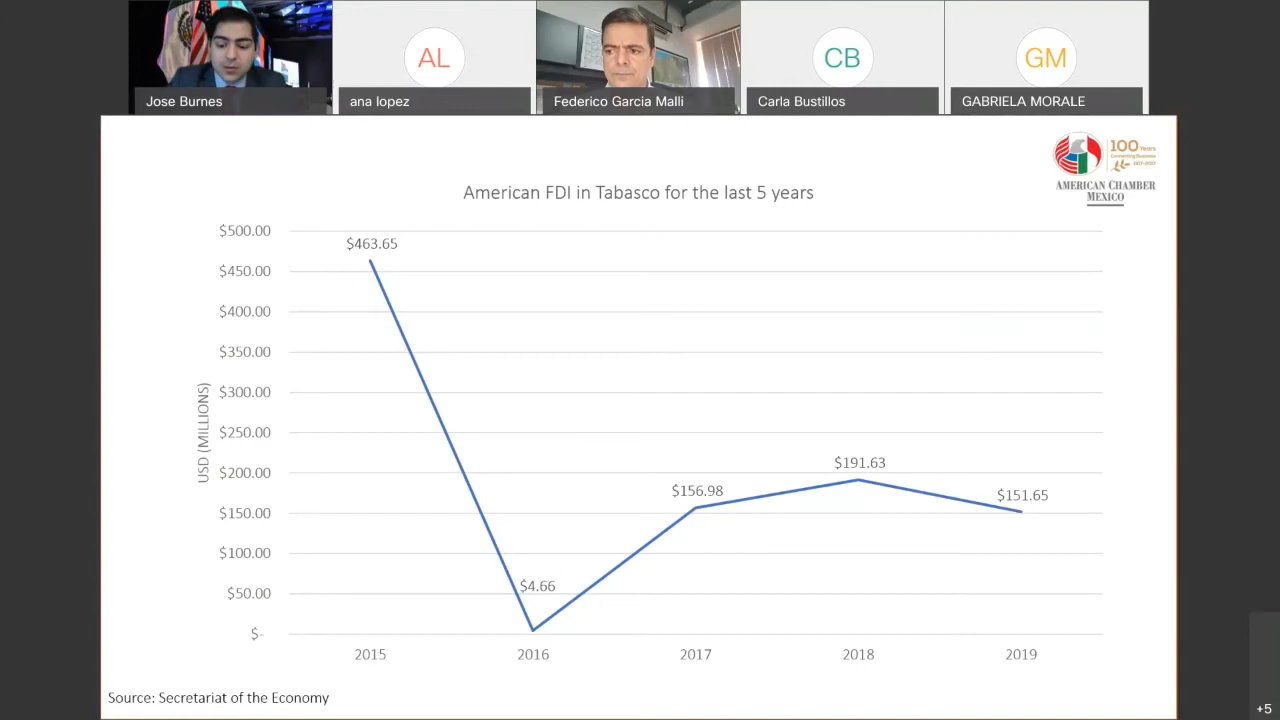 AL
CB
GM
Jose Burnes
ana lopez
Federico Garcia Malli
Carla Bustillos
GABRIELA MORALE
100 Years
Connecting Business
AMERICAN CHAMBER
MEXICO
American FDI in Tabasco for the last 5 years
$500.00
$463.65
$450.00
$400.00
$350.00
$300.00
$250.00
USD (MILLIONS)
$200.00
$191.63
$156.98
$151.65
$150.00
$100.00
$4.66
$50.00
$-
2015 2016 2017 2018 2019
Source: Secretariat of the Economy
+5